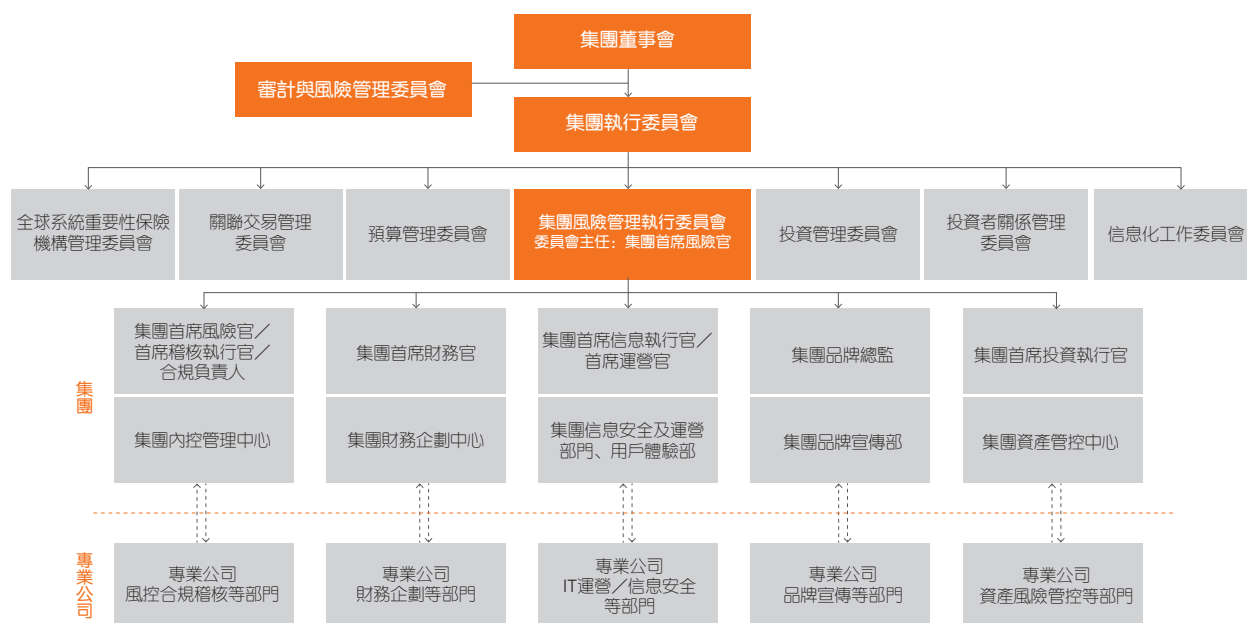 集團董事會
審計與風險管理委員會
集團執行委員會
全球系統重要性保險
機構管理委員會
關聯交易管理
委員會
預算管理委員會
集團風險管理執行委員會
委員會主任：集團首席風險官
投資管理委員會
投資者關係管理
委員會
信息化工作委員會
集團
集團首席風險官／
首席稽核執行官／
合規負責人
集團首席財務官
集團首席信息執行官／
首席運營官
集團品牌總監
集團首席投資執行官
集團內控管理中心
集團財務企劃中心
集團信息安全及運營
部門、用戶體驗部
集團品牌宣傳部
集團資產管控中心
專業公司
專業公司
風控合規稽核等部門
專業公司
財務企劃等部門
專業公司
IT運營／信息安全
等部門
專業公司
品牌宣傳等部門
專業公司
資產風險管控等部門